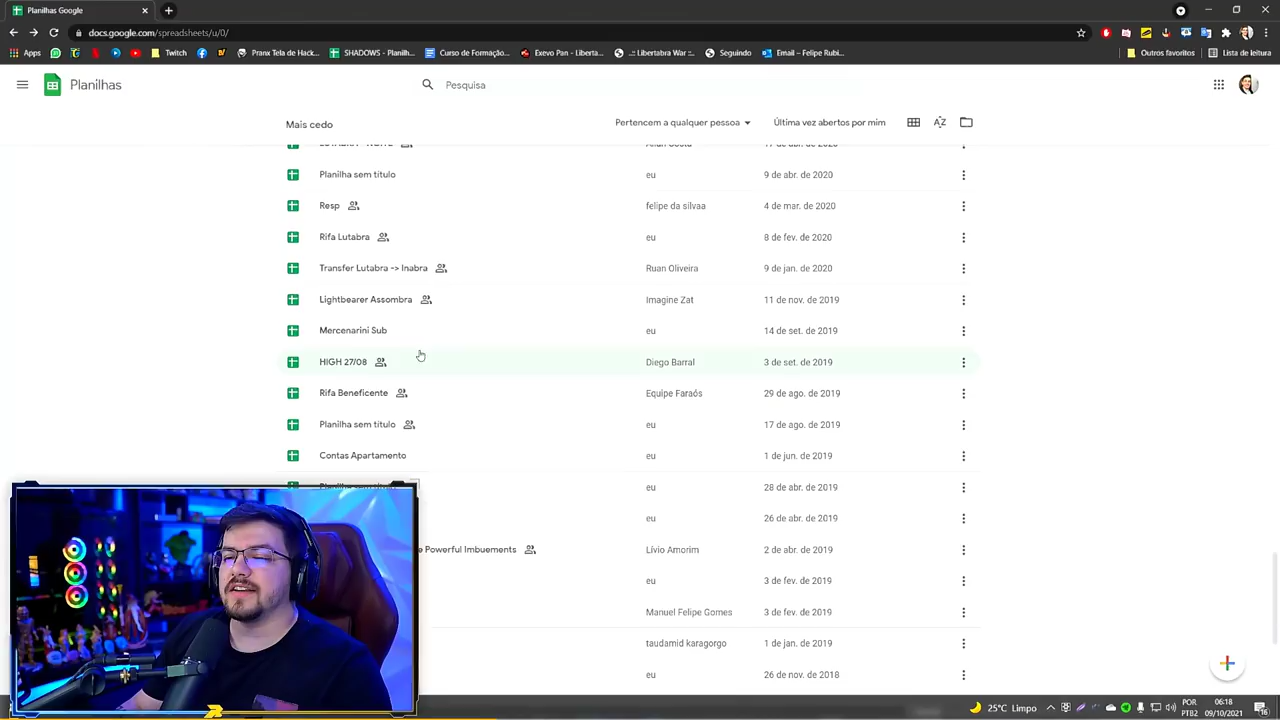 Planilhas Google
docs.google.com/spreadsheets/u/0/
Apps
Twitch
Pranx Tela de Hack...
SHADOWS - Planilh...
Curso de Formação...
Exevo Pan - Liberta...
.:: Libertabra War ::...
Seguindo
Email – Felipe Rubi...
Outros favoritos
Lista de leitura
Planilhas
Pesquisa
Mais cedo
Pertencem a qualquer pessoa
Última vez abertos por mim
Planilha sem título eu 9 de abr. de 2020
Resp felipe da silvaa 4 de mar. de 2020
Rifa Lutabra eu 8 de fev. de 2020
Transfer Lutabra -> Inabra Ruan Oliveira 9 de jan. de 2020
Lightbearer Assombra Imagine Zat 11 de nov. de 2019
Mercenarini Sub eu 14 de set. de 2019
HIGH 27/08 Diego Barral 3 de set. de 2019
Rifa Beneficente Equipe Faraós 29 de ago. de 2019
Planilha sem título eu 17 de ago. de 2019
Contas Apartamento eu 1 de jun. de 2019
eu 28 de abr. de 2019
eu 26 de abr. de 2019
e Powerful Imbuements Lívio Amorim 2 de abr. de 2019
eu 3 de fev. de 2019
Manuel Felipe Gomes 3 de fev. de 2019
taudamid karagorgo 1 de jan. de 2019
eu 26 de nov. de 2018
25°C Limpo
POR
PTB2
06:18
09/10/2021
16